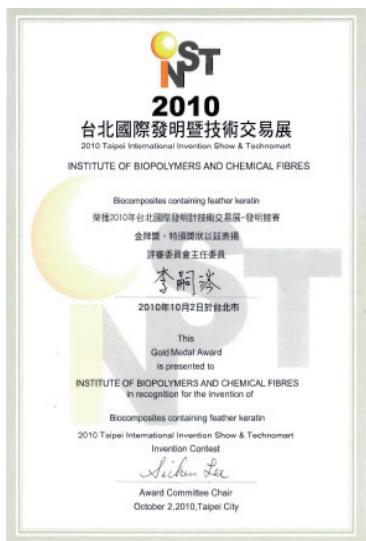 INST
2010
台北國際發明暨技術交易展
2010 Taipei International Invention Show & Technomart
INSTITUTE OF BIOPOLYMERS AND CHEMICAL FIBRES
Biocomposites containing feather keratin
榮獲2010年台北國際發明計技術交易展-發明競賽
金牌獎，特頒獎狀以茲表揚
評審委員會主任委員
李嗣涔
2010年10月2日於台北市
This
Gold Medal Award
is presented to
INSTITUTE OF BIOPOLYMERS AND CHEMICAL FIBRES
in recognition for the invention of
Biocomposites containing feather keratin
2010 Taipei International Invention Show & Technomart
Invention Contest
Sichen Lee
Award Committee Chair
October 2,2010,Taipei City